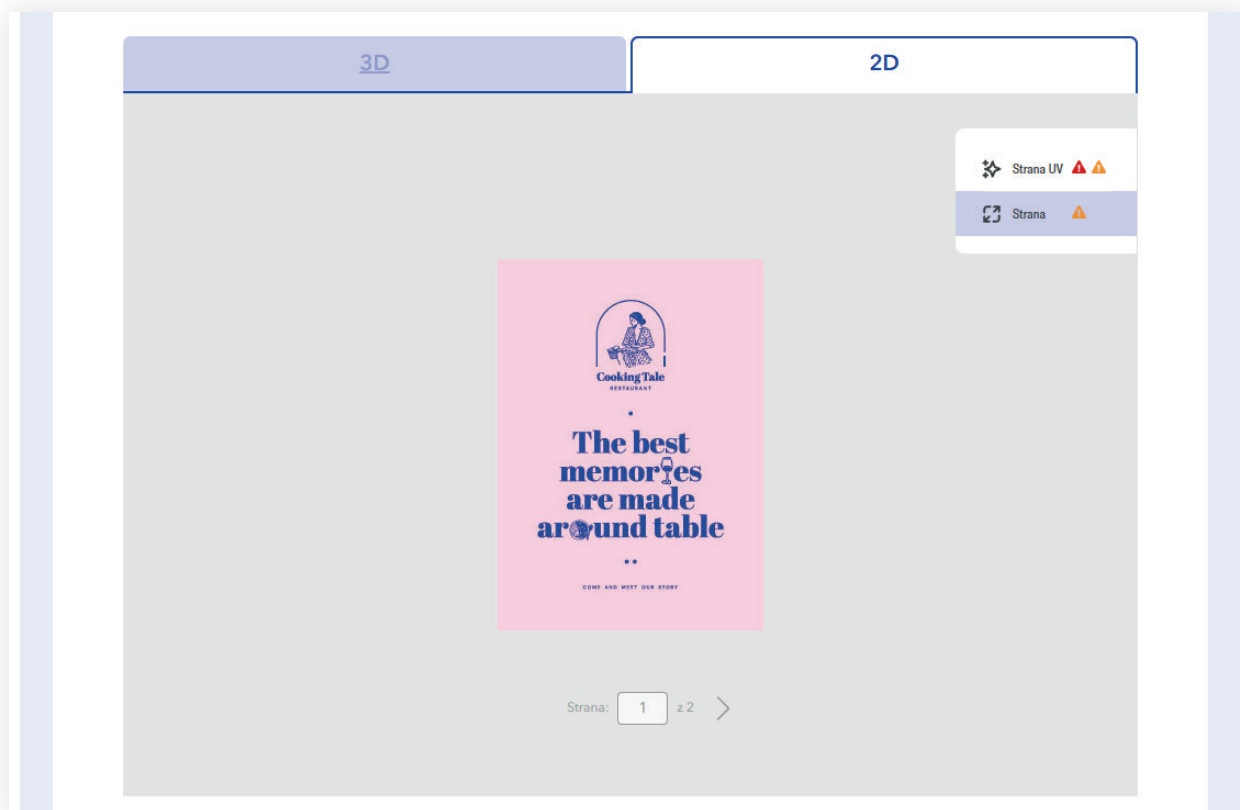 3D
2D
Strana UV
Strana
Cooking Tale
RESTAURANT
The best
memories
are made
around table
COME AND MEET OUR STORY
Strana: 1 z 2